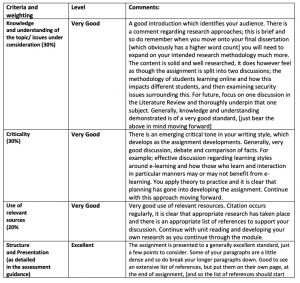 Criteria and Level Comments:
weighting
Knowledge Very Good A good introduction which identifies your audience. There is
and understanding of a comment regarding research approaches; this is brief and
the topic/ issues under so do remember when you move onto your final dissertation
consideration (30%) (which obviously has a higher word count) you will need to
expand on your intended research methodology much more.
The content is solid and well researched, It does however feel
as though the assignment is split into two discussions; the
methodology of students learning online and how this
impacts different students, and then examining security
issues surrounding this. For future, focus on one discussion in
the Literature Review and thoroughly underpin that one
subject. Generally, knowledge and understanding
demonstrated is of a very good standard, [just bear the
above in mind moving forward]
Criticality Very Good There is an emerging critical tone in your writing style, which
(30%) develops as the assignment developments. Generally, very
good discussion, debate and comparison of facts. For
example; effective discussion regarding learning styles
around e-learning and how those who learn and interaction
in particular manners may or may not benefit from e-
learning. You apply theory to practice and it is clear that
planning has gone into developing the assignment. Continue
with this approach moving forward.
Use of Very Good Very good use of relevant resources. Citation occurs
relevant regularly, it is clear that appropriate research has taken place
sources and there is an appropriate list of references to support your
(20% discussion. Continue with unit reading and developing your
own research as you continue through the module.
Structure Excellent The assignment is presented to a generally excellent standard, just
and Presentation a few points to consider. Some of your paragraphs are a little
(as detailed dense and so do break your longer paragraphs down. Good to see
in the assessment an extensive list of references, but put them on their own page, at
guidance) the end of assignment, [and so the list of references should start